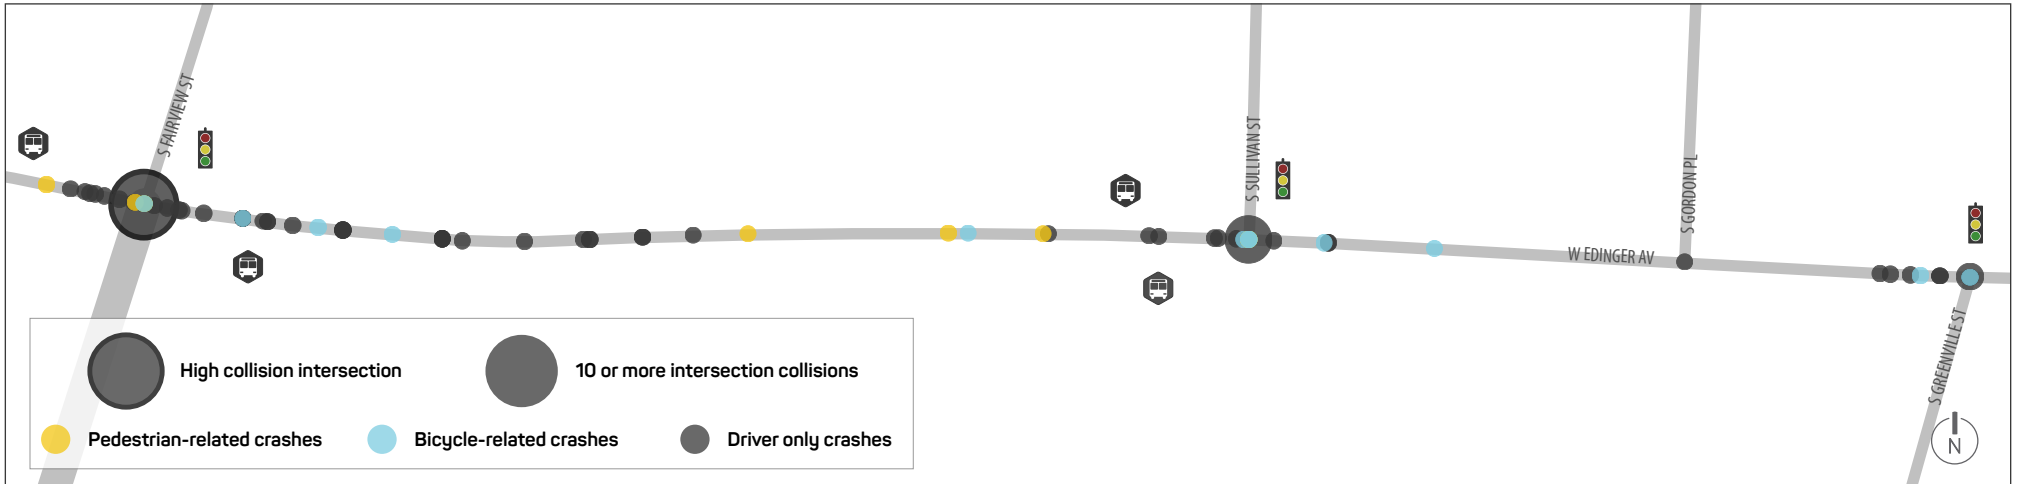 S FAIRVIEW ST
S SULLIVAN ST
S GORDON PL
W EDINGER AV
S GREENVILLE ST
High collision intersection
10 or more intersection collisions
Pedestrian-related crashes
Bicycle-related crashes
Driver only crashes
N